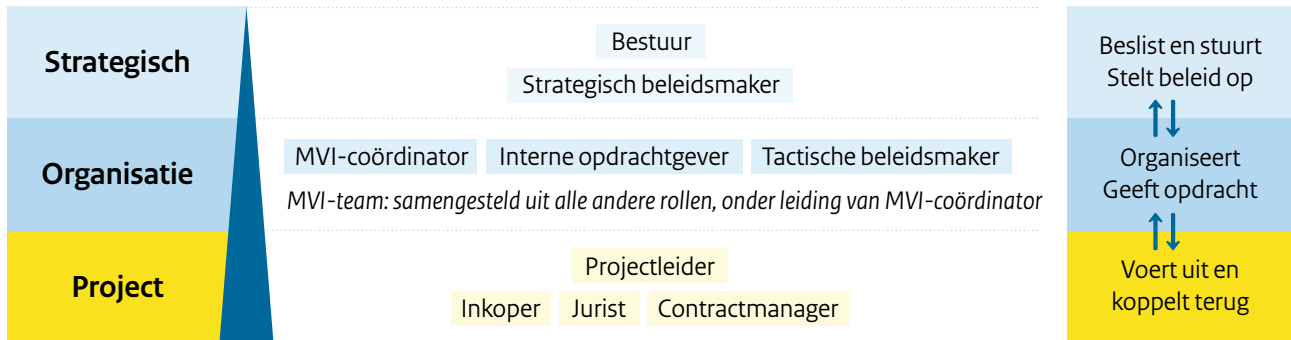 Strategisch
Bestuur
Strategisch beleidsmaker
Beslist en stuurt
Stelt beleid op
Organisatie
MVI-coördinator Interne opdrachtgever Tactische beleidsmaker
MVI-team: samengesteld uit alle andere rollen, onder leiding van MVI-coördinator
Organiseert
Geeft opdracht
Project
Projectleider
Inkoper Jurist Contractmanager
Voert uit en
koppelt terug